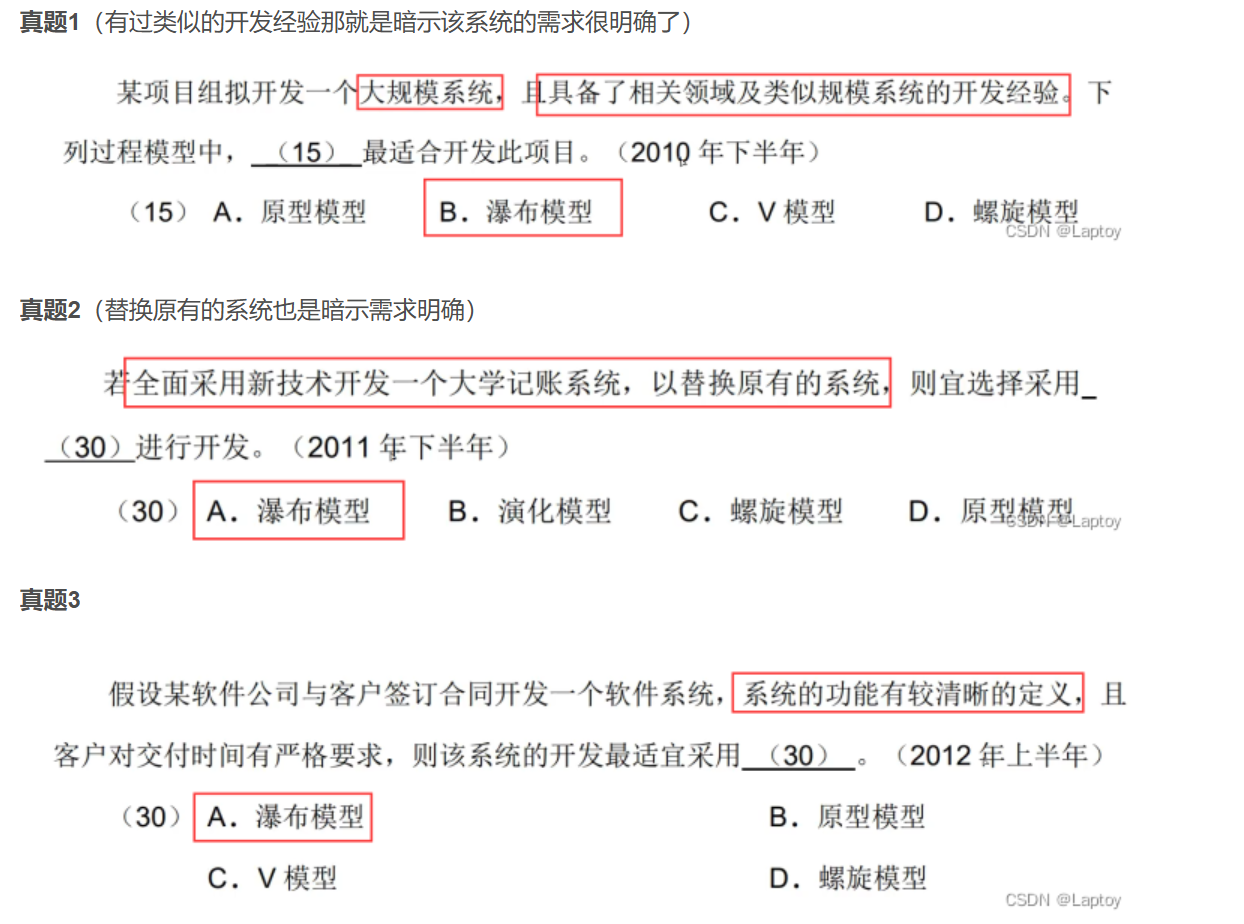 真题1（有过类似的开发经验那就是暗示该系统的需求很明确了）
某项目组拟开发一个大规模系统，且具备了相关领域及类似规模系统的开发经验。下
列过程模型中，（15）最适合开发此项目。（2010 年下半年）
（15） A．原型模型 B．瀑布模型 C．V 模型 D．螺旋模型
CSDN @Laptoy
真题2（替换原有的系统也是暗示需求明确）
若全面采用新技术开发一个大学记账系统，以替换原有的系统，则宜选择采用_
（30）进行开发。（2011 年下半年）
（30） A．瀑布模型 B．演化模型 C．螺旋模型 D．原型模型
CSDN @Laptoy
真题3
假设某软件公司与客户签订合同开发一个软件系统，系统的功能有较清晰的定义，且
客户对交付时间有严格要求，则该系统的开发最适宜采用（30）。（2012 年上半年）
（30） A．瀑布模型 B．原型模型
C．V 模型 D．螺旋模型
CSDN @Laptoy